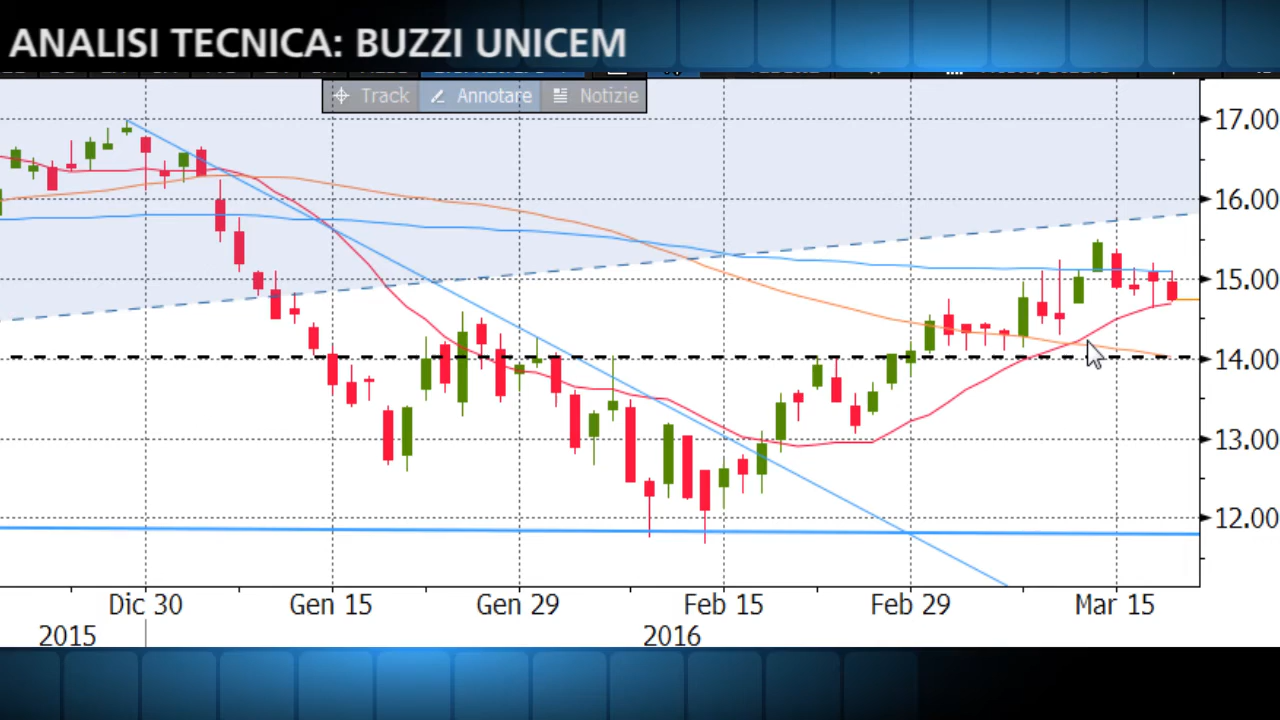 ANALISI TECNICA: BUZZI UNICEM
Track Annotare Notizie
17.00
16.00
15.00
14.00
13.00
12.00
Dic 30 Gen 15 Gen 29 Feb 15 Feb 29 Mar 15
2015 2016